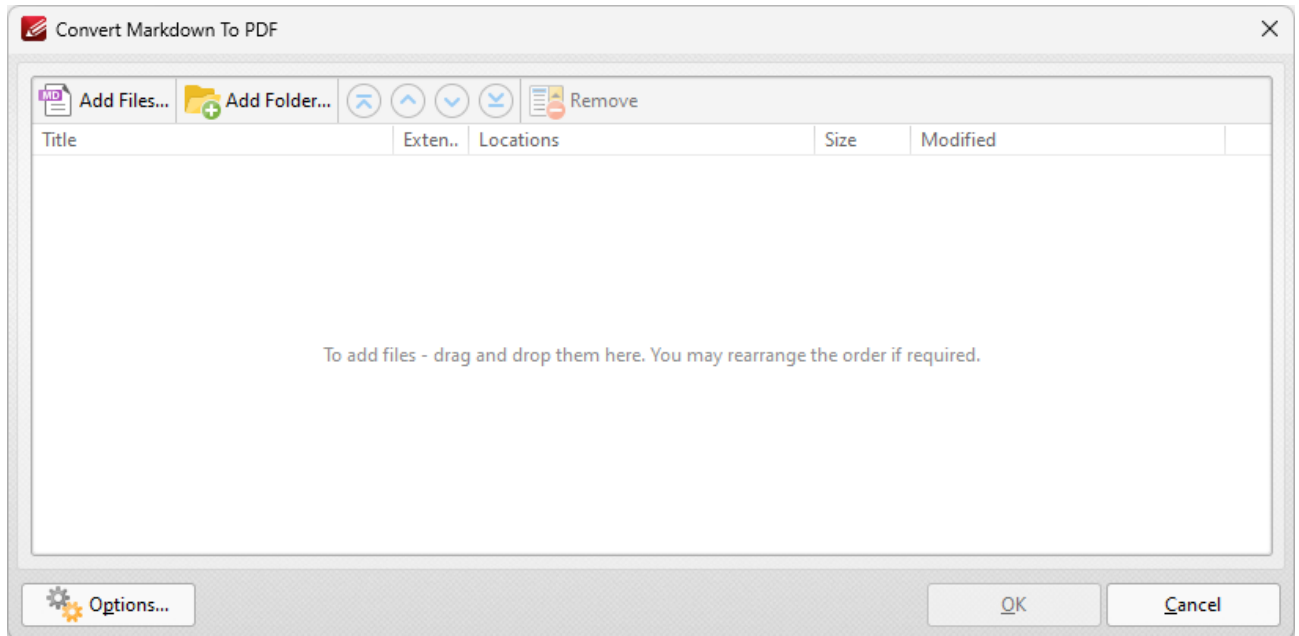 Convert Markdown To PDF
MD Add Files... Add Folder... Remove
Title Exten.. Locations Size Modified
To add files - drag and drop them here. You may rearrange the order if required.
Options... OK Cancel